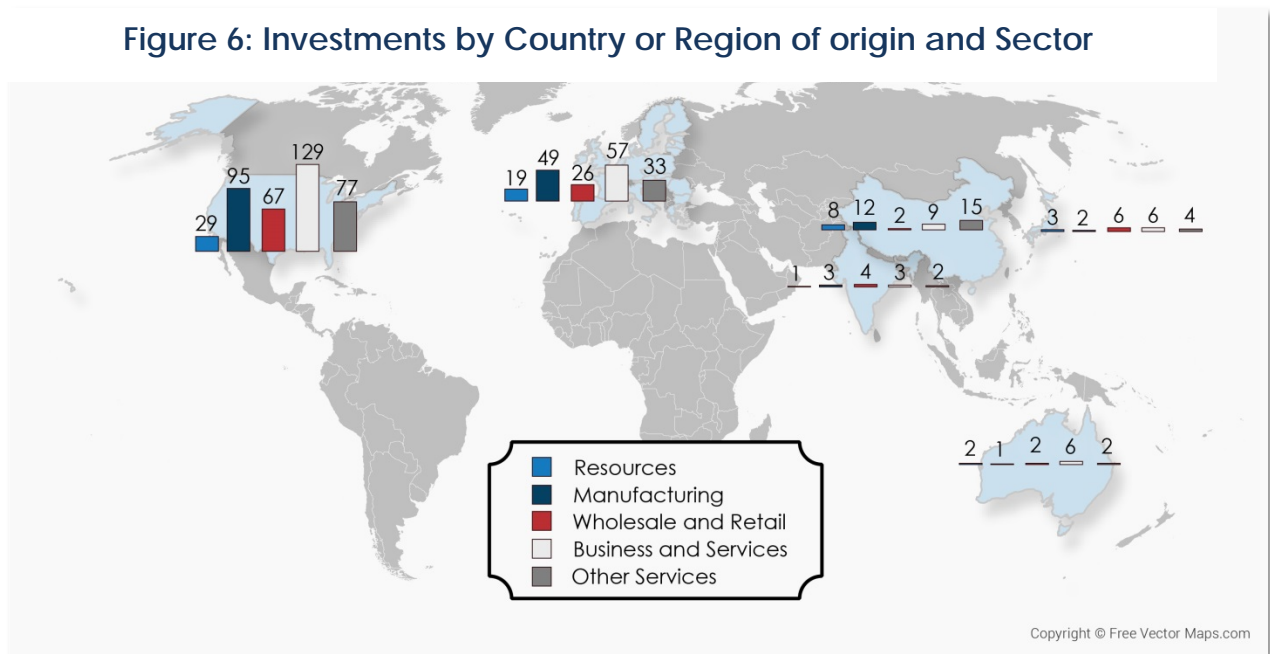 Figure 6: Investments by Country or Region of origin and Sector
29 95 67 129 77
19 49 26 57 33
8 12 2 9 15
3 2 6 6 4
1 3 4 3 2
2 1 2 6 2
Resources
Manufacturing
Wholesale and Retail
Business and Services
Other Services
Copyright © Free Vector Maps.com